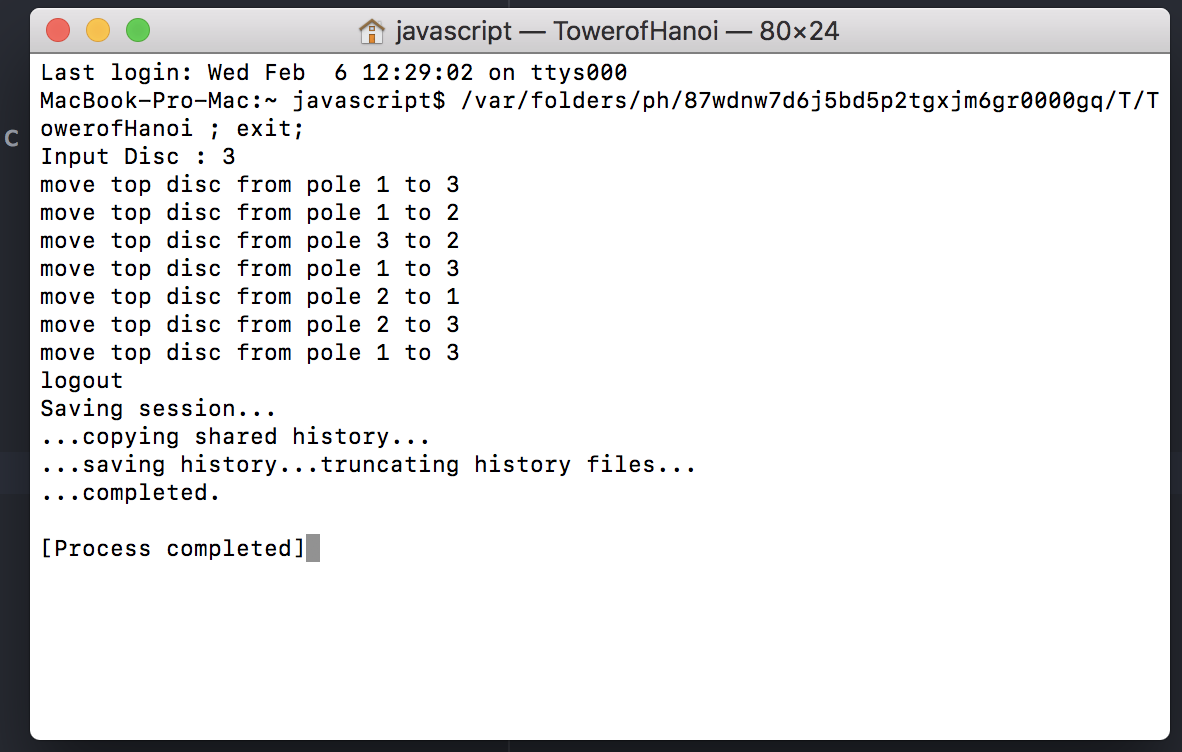 javascript — TowerofHanoi — 80×24
Last login: Wed Feb  6 12:29:02 on ttys000
MacBook-Pro-Mac:~ javascript$ /var/folders/ph/87wdnw7d6j5bd5p2tgxjm6gr0000gq/T/T
owerofHanoi ; exit;
C
Input Disc : 3
move top disc from pole 1 to 3
move top disc from pole 1 to 2
move top disc from pole 3 to 2
move top disc from pole 1 to 3
move top disc from pole 2 to 1
move top disc from pole 2 to 3
move top disc from pole 1 to 3
logout
Saving session...
...copying shared history...
...saving history...truncating history files...
...completed.
[Process completed]